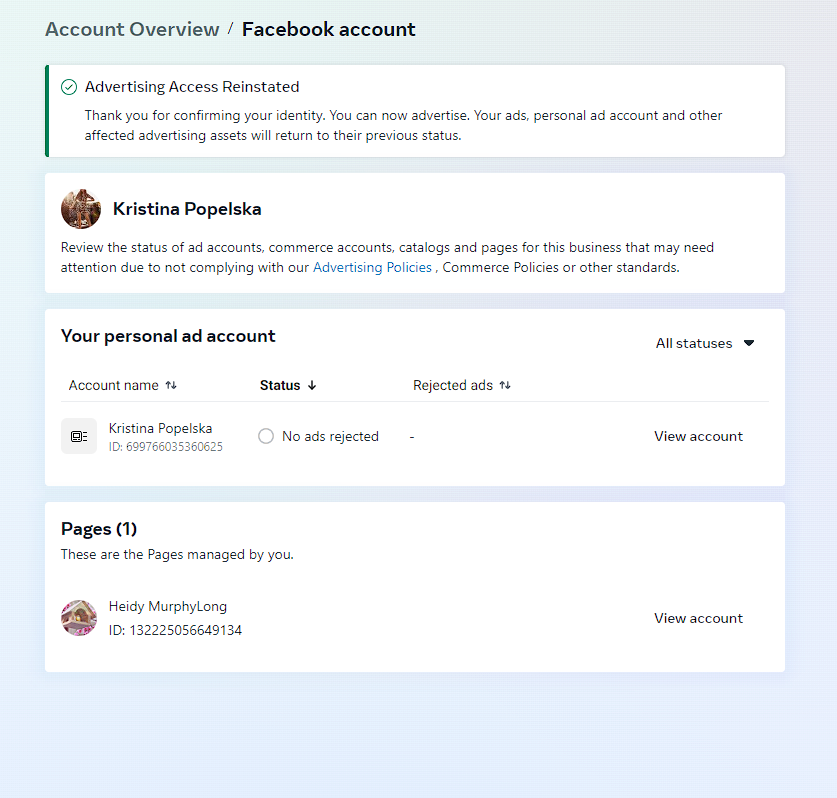 Account Overview / Facebook account
Advertising Access Reinstated
Thank you for confirming your identity. You can now advertise. Your ads, personal ad account and other
affected advertising assets will return to their previous status.
Kristina Popelska
Review the status of ad accounts, commerce accounts, catalogs and pages for this business that may need
attention due to not complying with our Advertising Policies , Commerce Policies or other standards.
Your personal ad account
All statuses
Account name Status Rejected ads
Kristina Popelska
ID: 699766035360625
No ads rejected - View account
Pages (1)
These are the Pages managed by you.
Heidy MurphyLong
ID: 132225056649134
View account